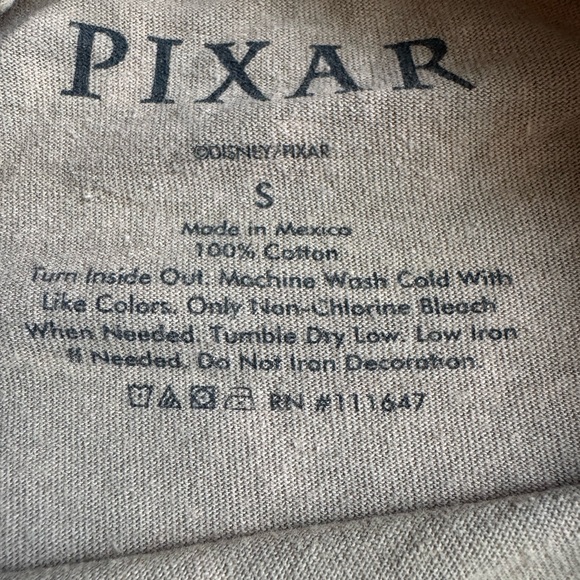 PIXAR
©DISNEY/PIXAR
S
Made in Mexico
100% Cotton
Turn Inside Out. Machine Wash Cold With
Like Colors. Only Non-Chlorine Bleach
When Needed. Tumble Dry Low. Low Iron
If Needed. Do Not Iron Decoration.
RN #111647